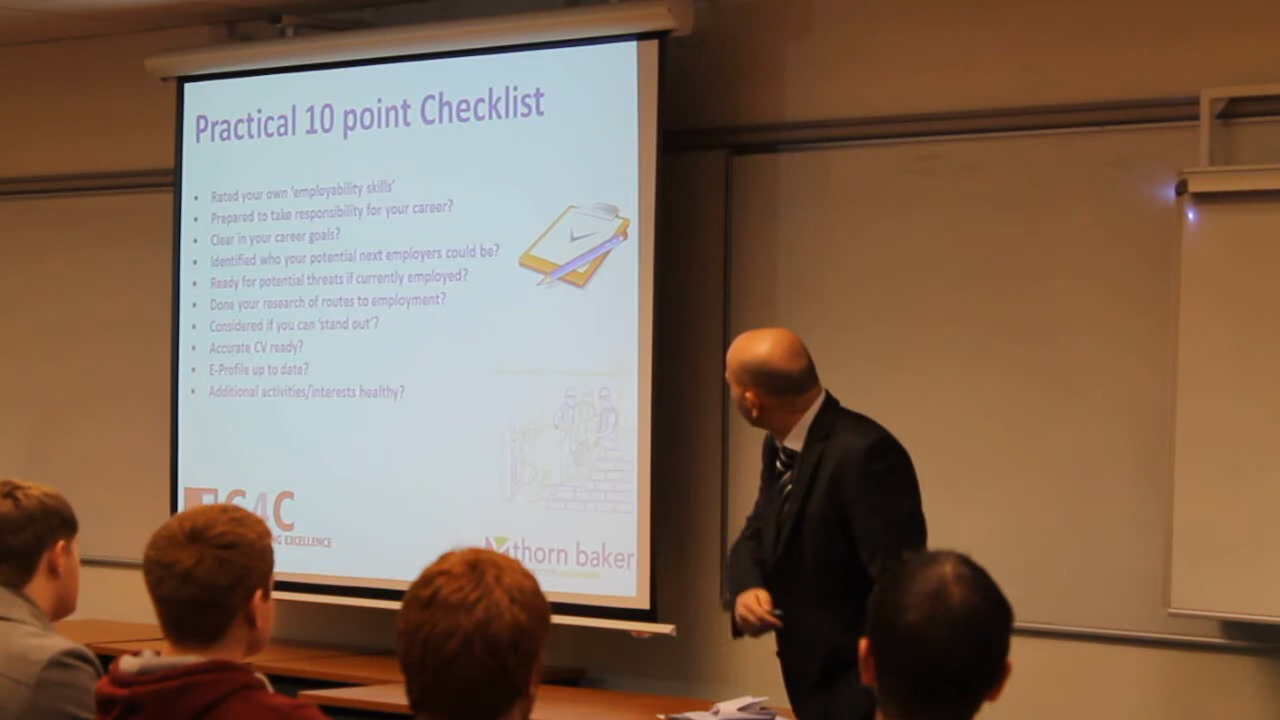 Practical 10 point Checklist
• Rated your own ‘employability skills’
• Prepared to take responsibility for your career?
• Clear in your career goals?
• Identified who your potential next employers could be?
• Ready for potential threats if currently employed?
• Done your research of routes to employment?
• Considered if you can ‘stand out’?
• Accurate CV ready?
• E-Profile up to date?
• Additional activities/interests healthy?
C4C
EXCELLENCE
thorn baker